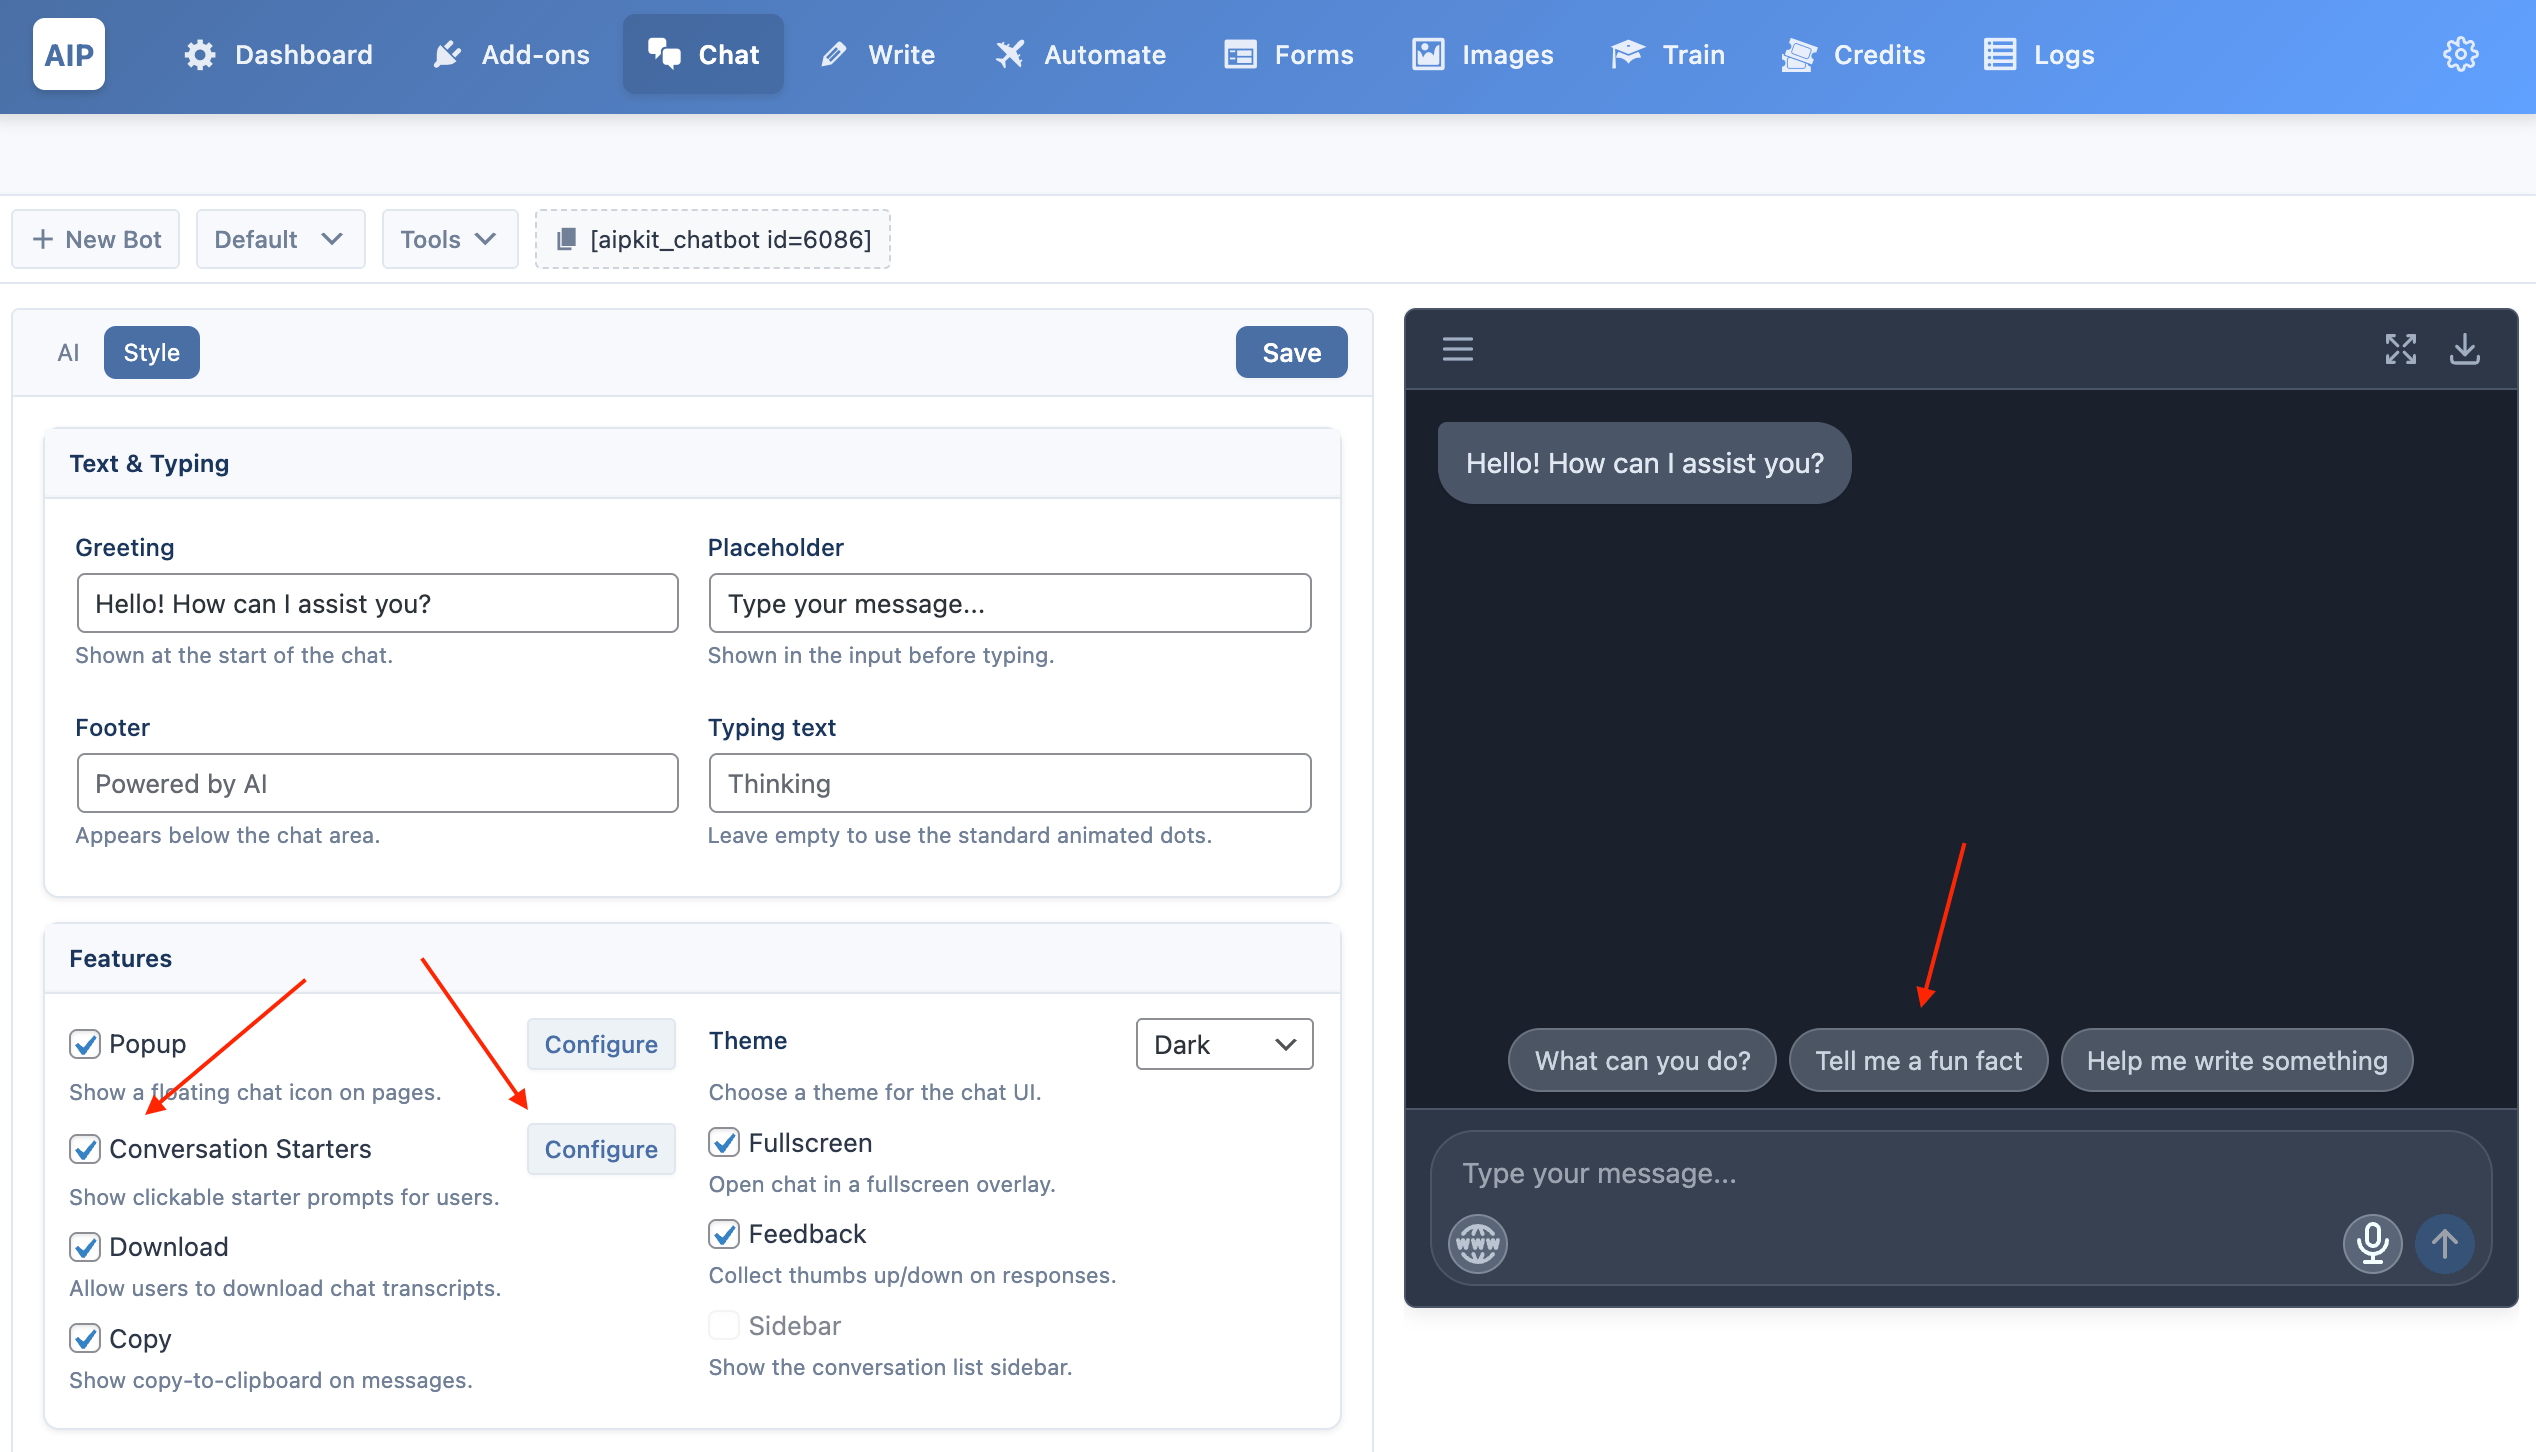 AIP
Dashboard
Add-ons
Chat
Write
Automate
Forms
Images
Train
Credits
Logs
New Bot
Default
Tools
[aipkit_chatbot id=6086]
AI
Style
Save
Text & Typing
Greeting
Hello! How can I assist you?
Shown at the start of the chat.
Placeholder
Type your message...
Shown in the input before typing.
Footer
Powered by AI
Appears below the chat area.
Typing text
Thinking
Leave empty to use the standard animated dots.
Features
Popup
Configure
Show a floating chat icon on pages.
Conversation Starters
Configure
Show clickable starter prompts for users.
Download
Allow users to download chat transcripts.
Copy
Show copy-to-clipboard on messages.
Theme
Dark
Choose a theme for the chat UI.
Fullscreen
Open chat in a fullscreen overlay.
Feedback
Collect thumbs up/down on responses.
Sidebar
Show the conversation list sidebar.
Hello! How can I assist you?
What can you do?
Tell me a fun fact
Help me write something
Type your message...
WWW